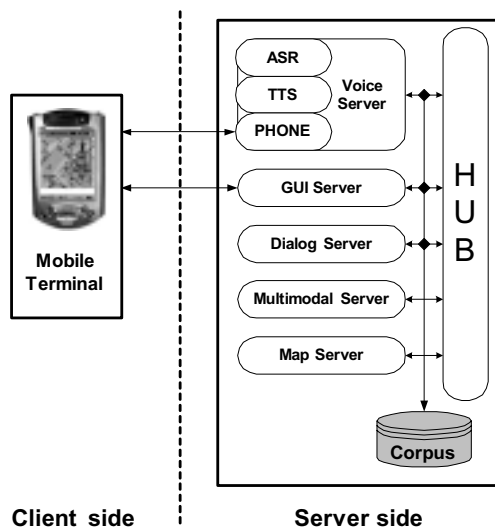 ASR
TTS
PHONE
Voice
Server
GUI Server
Dialog Server
Multimodal Server
Map Server
H
U
B
Corpus
Mobile
Terminal
Client side
Server side